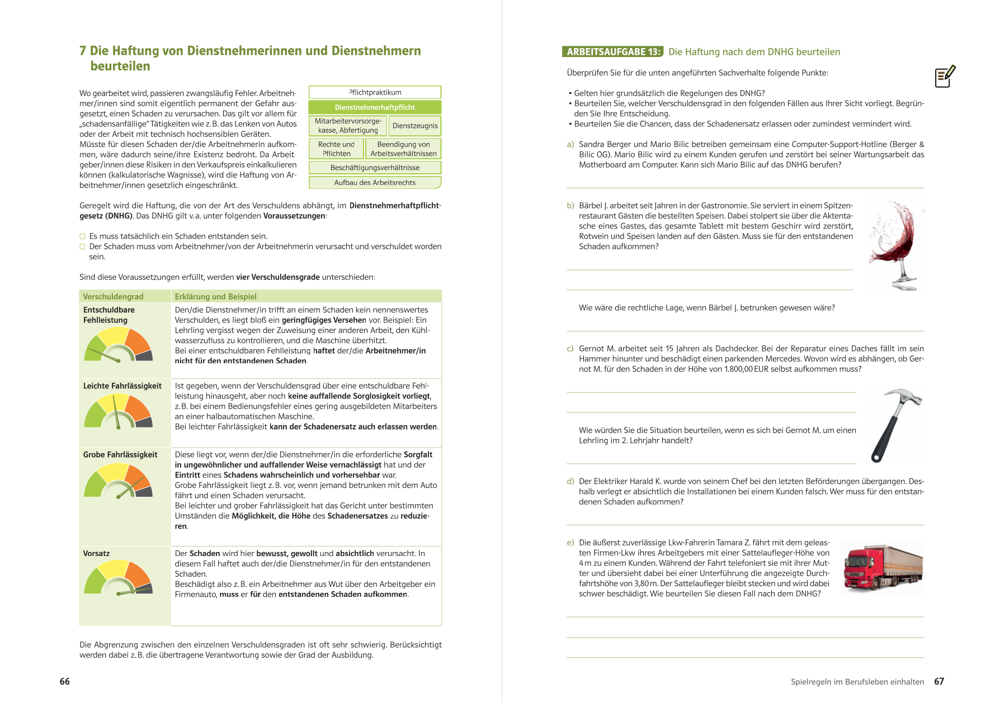 7 Die Haftung von Dienstnehmerinnen und Dienstnehmern
beurteilen
Wo gearbeitet wird, passieren zwangsläufig Fehler. Arbeitneh-
mer/innen sind somit eigentlich permanent der Gefahr aus-
gesetzt, einen Schaden zu verursachen. Das gilt vor allem für
„schadensanfällige“ Tätigkeiten wie z. B. das Lenken von Autos
oder der Arbeit mit technisch hochsensiblen Geräten.
Müsste für diesen Schaden der/die Arbeitnehmerin aufkom-
men, wäre dadurch seine/ihre Existenz bedroht. Da Arbeit-
geber/innen diese Risiken in den Verkaufspreis einkalkulieren
können (kalkulatorische Wagnisse), wird die Haftung von Ar-
beitnehmer/innen gesetzlich eingeschränkt.
Pflichtpraktikum
Dienstnehmerhaftpflicht
Mitarbeitervorsorge-
kasse, Abfertigung
Dienstzeugnis
Rechte und
Pflichten
Beendigung von
Arbeitsverhältnissen
Beschäftigungsverhältnisse
Aufbau des Arbeitsrechts
Geregelt wird die Haftung, die von der Art des Verschuldens abhängt, im Dienstnehmerhaftpflicht-
gesetz (DNHG). Das DNHG gilt v. a. unter folgenden Voraussetzungen:
Es muss tatsächlich ein Schaden entstanden sein.
Der Schaden muss vom Arbeitnehmer/von der Arbeitnehmerin verursacht und verschuldet worden
sein.
Sind diese Voraussetzungen erfüllt, werden vier Verschuldensgrade unterschieden:
Verschuldengrad
Erklärung und Beispiel
Entschuldbare
Fehlleistung
Den/die Dienstnehmer/in trifft an einem Schaden kein nennenswertes
Verschulden, es liegt bloß ein geringfügiges Versehen vor. Beispiel: Ein
Lehrling vergisst wegen der Zuweisung einer anderen Arbeit, den Kühl-
wasserzufluss zu kontrollieren, und die Maschine überhitzt.
Bei einer entschuldbaren Fehlleistung haftet der/die Arbeitnehmer/in
nicht für den entstandenen Schaden.
Leichte Fahrlässigkeit
Ist gegeben, wenn der Verschuldensgrad über eine entschuldbare Fehl-
leistung hinausgeht, aber noch keine auffallende Sorglosigkeit vorliegt,
z. B. bei einem Bedienungsfehler eines gering ausgebildeten Mitarbeiters
an einer halbautomatischen Maschine.
Bei leichter Fahrlässigkeit kann der Schadenersatz auch erlassen werden.
Grobe Fahrlässigkeit
Diese liegt vor, wenn der/die Dienstnehmer/in die erforderliche Sorgfalt
in ungewöhnlicher und auffallender Weise vernachlässigt hat und der
Eintritt eines Schadens wahrscheinlich und vorhersehbar war.
Grobe Fahrlässigkeit liegt z. B. vor, wenn jemand betrunken mit dem Auto
fährt und einen Schaden verursacht.
Bei leichter und grober Fahrlässigkeit hat das Gericht unter bestimmten
Umständen die Möglichkeit, die Höhe des Schadenersatzes zu reduzie-
ren.
Vorsatz
Der Schaden wird hier bewusst, gewollt und absichtlich verursacht. In
diesem Fall haftet auch der/die Dienstnehmer/in für den entstandenen
Schaden.
Beschädigt also z. B. ein Arbeitnehmer aus Wut über den Arbeitgeber ein
Firmenauto, muss er für den entstandenen Schaden aufkommen.
Die Abgrenzung zwischen den einzelnen Verschuldensgraden ist oft sehr schwierig. Berücksichtigt
werden dabei z. B. die übertragene Verantwortung sowie der Grad der Ausbildung.
66
ARBEITSAUFGABE 13: Die Haftung nach dem DNHG beurteilen
Überprüfen Sie für die unten angeführten Sachverhalte folgende Punkte:
• Gelten hier grundsätzlich die Regelungen des DNHG?
• Beurteilen Sie, welcher Verschuldensgrad in den folgenden Fällen aus Ihrer Sicht vorliegt. Begrün-
den Sie Ihre Entscheidung.
• Beurteilen Sie die Chancen, dass der Schadenersatz erlassen oder zumindest vermindert wird.
a) Sandra Berger und Mario Bilic betreiben gemeinsam eine Computer-Support-Hotline (Berger &
Bilic OG). Mario Bilic wird zu einem Kunden gerufen und zerstört bei seiner Wartungsarbeit das
Motherboard am Computer. Kann sich Mario Bilic auf das DNHG berufen?
b) Bärbel J. arbeitet seit Jahren in der Gastronomie. Sie serviert in einem Spitzen-
restaurant Gästen die bestellten Speisen. Dabei stolpert sie über die Aktenta-
sche eines Gastes, das gesamte Tablett mit bestem Geschirr wird zerstört,
Rotwein und Speisen landen auf den Gästen. Muss sie für den entstandenen
Schaden aufkommen?
Wie wäre die rechtliche Lage, wenn Bärbel J. betrunken gewesen wäre?
c) Gernot M. arbeitet seit 15 Jahren als Dachdecker. Bei der Reparatur eines Daches fällt im sein
Hammer hinunter und beschädigt einen parkenden Mercedes. Wovon wird es abhängen, ob Ger-
not M. für den Schaden in der Höhe von 1.800,00 EUR selbst aufkommen muss?
Wie würden Sie die Situation beurteilen, wenn es sich bei Gernot M. um einen
Lehrling im 2. Lehrjahr handelt?
d) Der Elektriker Harald K. wurde von seinem Chef bei den letzten Beförderungen übergangen. Des-
halb verlegt er absichtlich die Installationen bei einem Kunden falsch. Wer muss für den entstan-
denen Schaden aufkommen?
e) Die äußerst zuverlässige Lkw-Fahrerin Tamara Z. fährt mit dem geleas-
ten Firmen-Lkw ihres Arbeitgebers mit einer Sattelaufleger-Höhe von
4 m zu einem Kunden. Während der Fahrt telefoniert sie mit ihrer Mut-
ter und übersieht dabei bei einer Unterführung die angezeigte Durch-
fahrtshöhe von 3,80 m. Der Sattelaufleger bleibt stecken und wird dabei
schwer beschädigt. Wie beurteilen Sie diesen Fall nach dem DNHG?
Spielregeln im Berufsleben einhalten 67